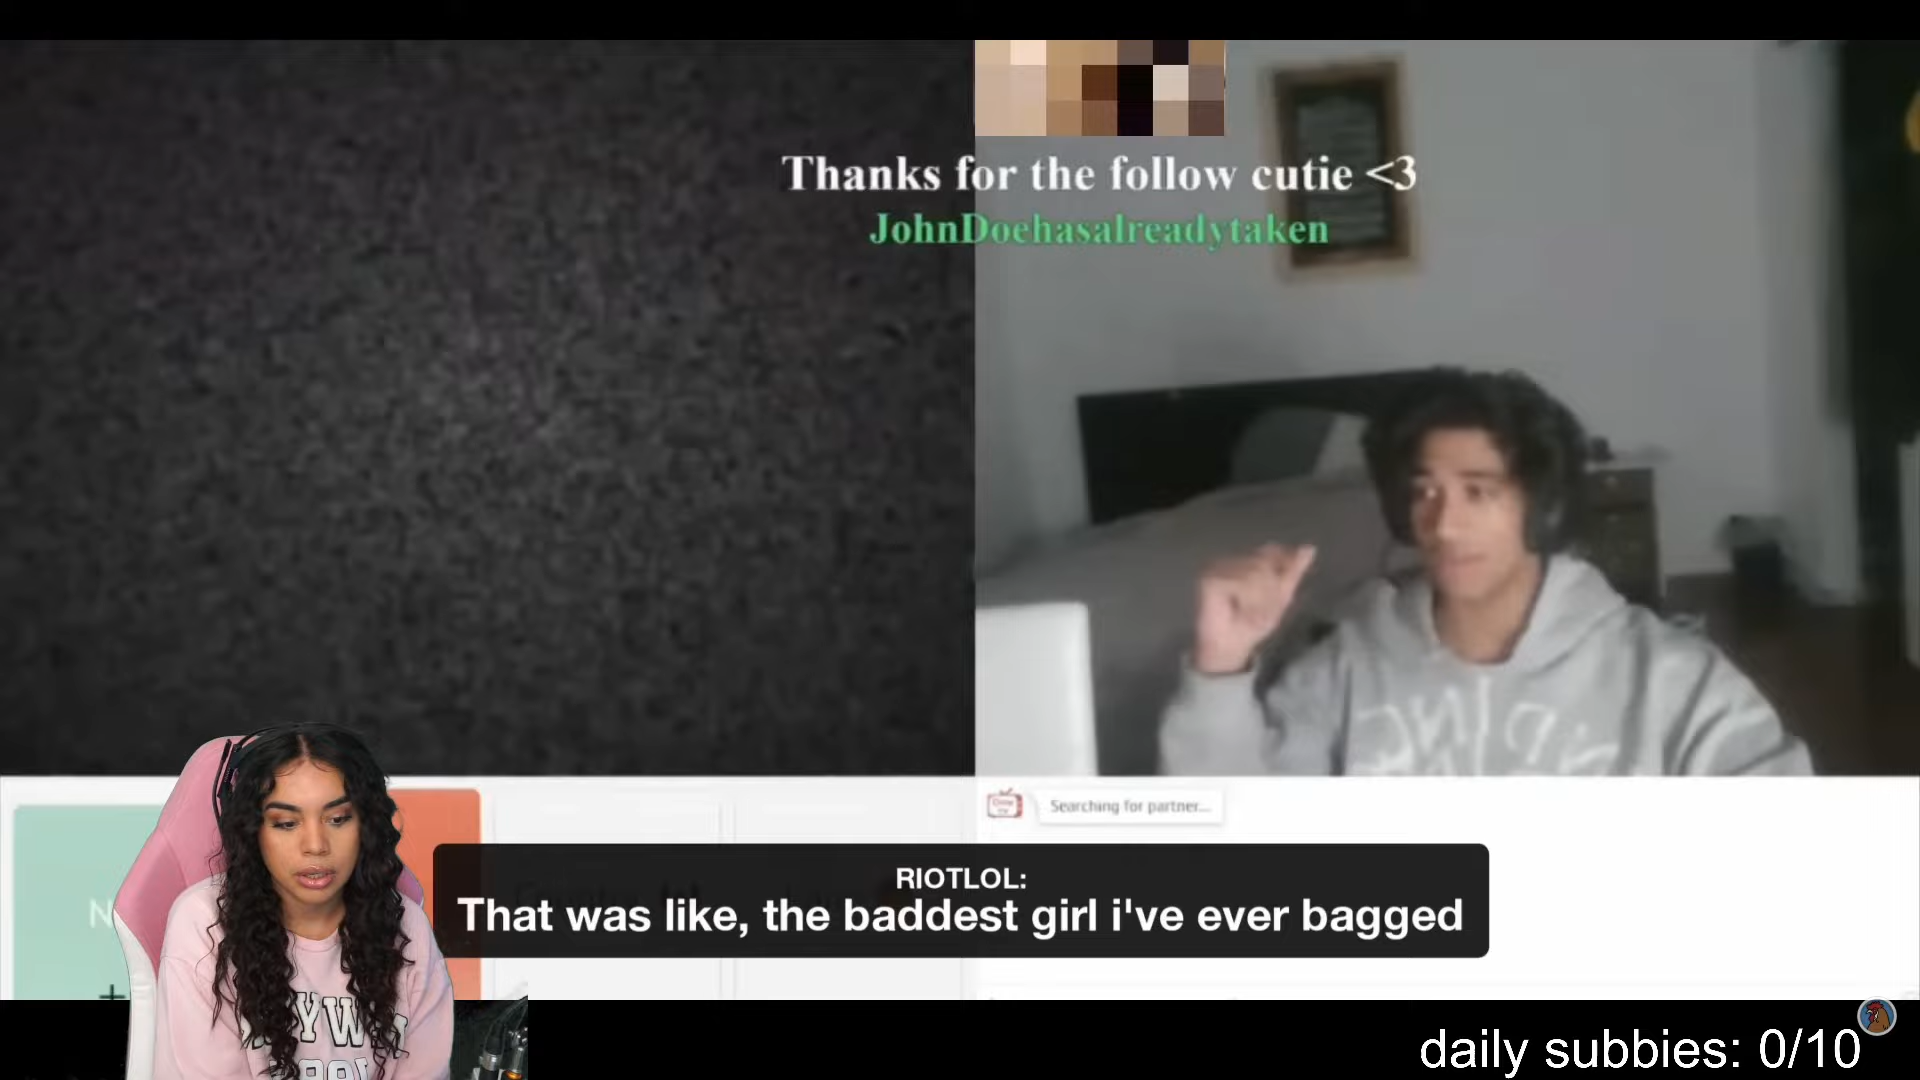 Thanks for the follow cutie <3
JohnDoehasalreadytaken
Searching for partner...
RIOTLOL:
That was like, the baddest girl i've ever bagged
daily subbies: 0/10